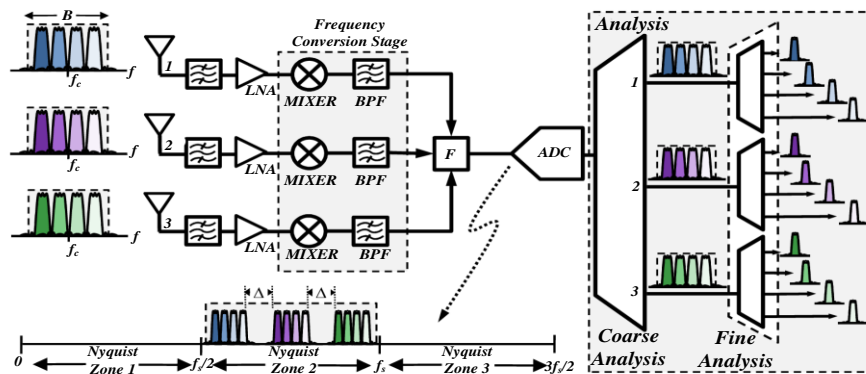 B
f
f_c
f
f_c
f
f_c
1
LNA
2
LNA
3
LNA
Frequency
Conversion Stage
MIXER
BPF
MIXER
BPF
MIXER
BPF
F
ADC
Analysis
1
2
3
Coarse
Analysis
Fine
Analysis
Δ
Δ
0
Nyquist
Zone 1
f_s/2
Nyquist
Zone 2
f_s
Nyquist
Zone 3
3f_s/2